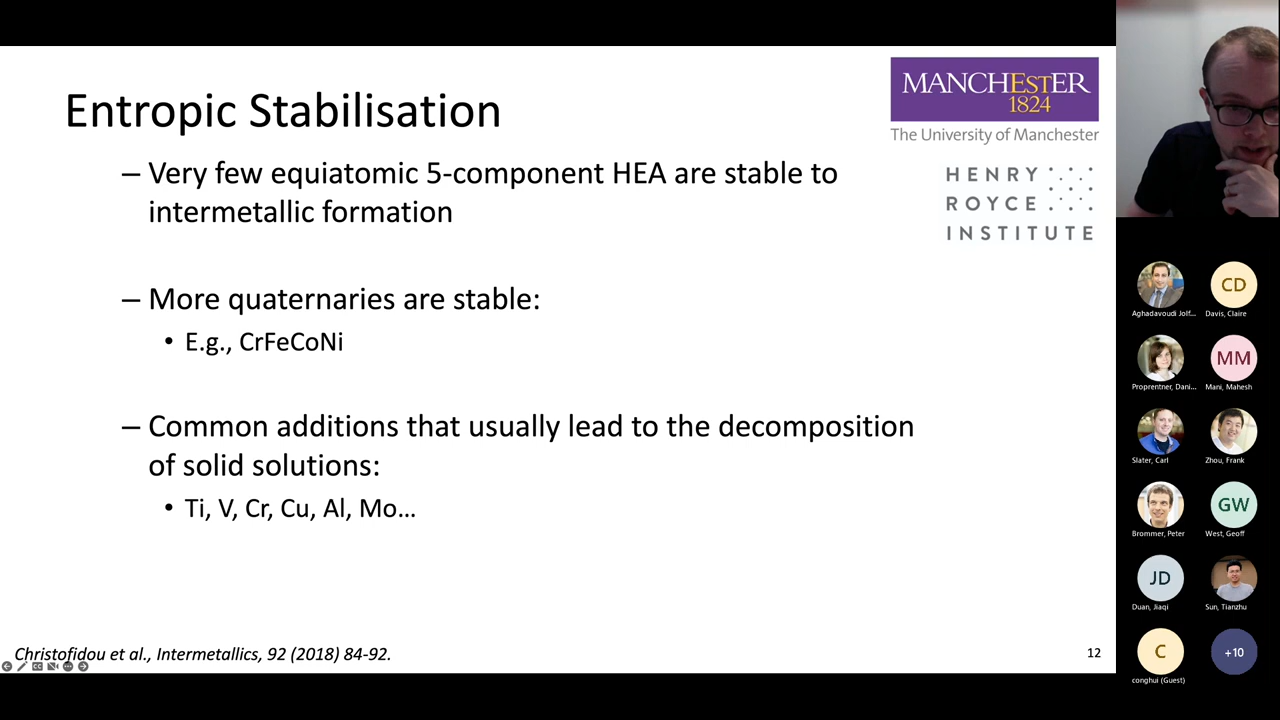 Entropic Stabilisation
– Very few equiatomic 5-component HEA are stable to
intermetallic formation
– More quaternaries are stable:
• E.g., CrFeCoNi
– Common additions that usually lead to the decomposition
of solid solutions:
• Ti, V, Cr, Cu, Al, Mo…
Christofidou et al., Intermetallics, 92 (2018) 84-92.
12
MANCHESTER
1824
The University of Manchester
HENRY
ROYCE
INSTITUTE
Aghadavoudi Jolf...
CD
Davis, Claire
Proprentner, Dani...
MM
Mani, Mahesh
Slater, Carl
Zhou, Frank
Brommer, Peter
GW
West, Geoff
JD
Duan, Jiaqi
Sun, Tianzhu
C
conghui (Guest)
+10